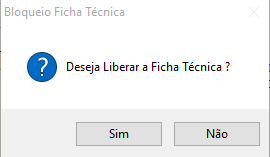 Bloqueio Ficha Técnica
Deseja Liberar a Ficha Técnica ?
Sim
Não